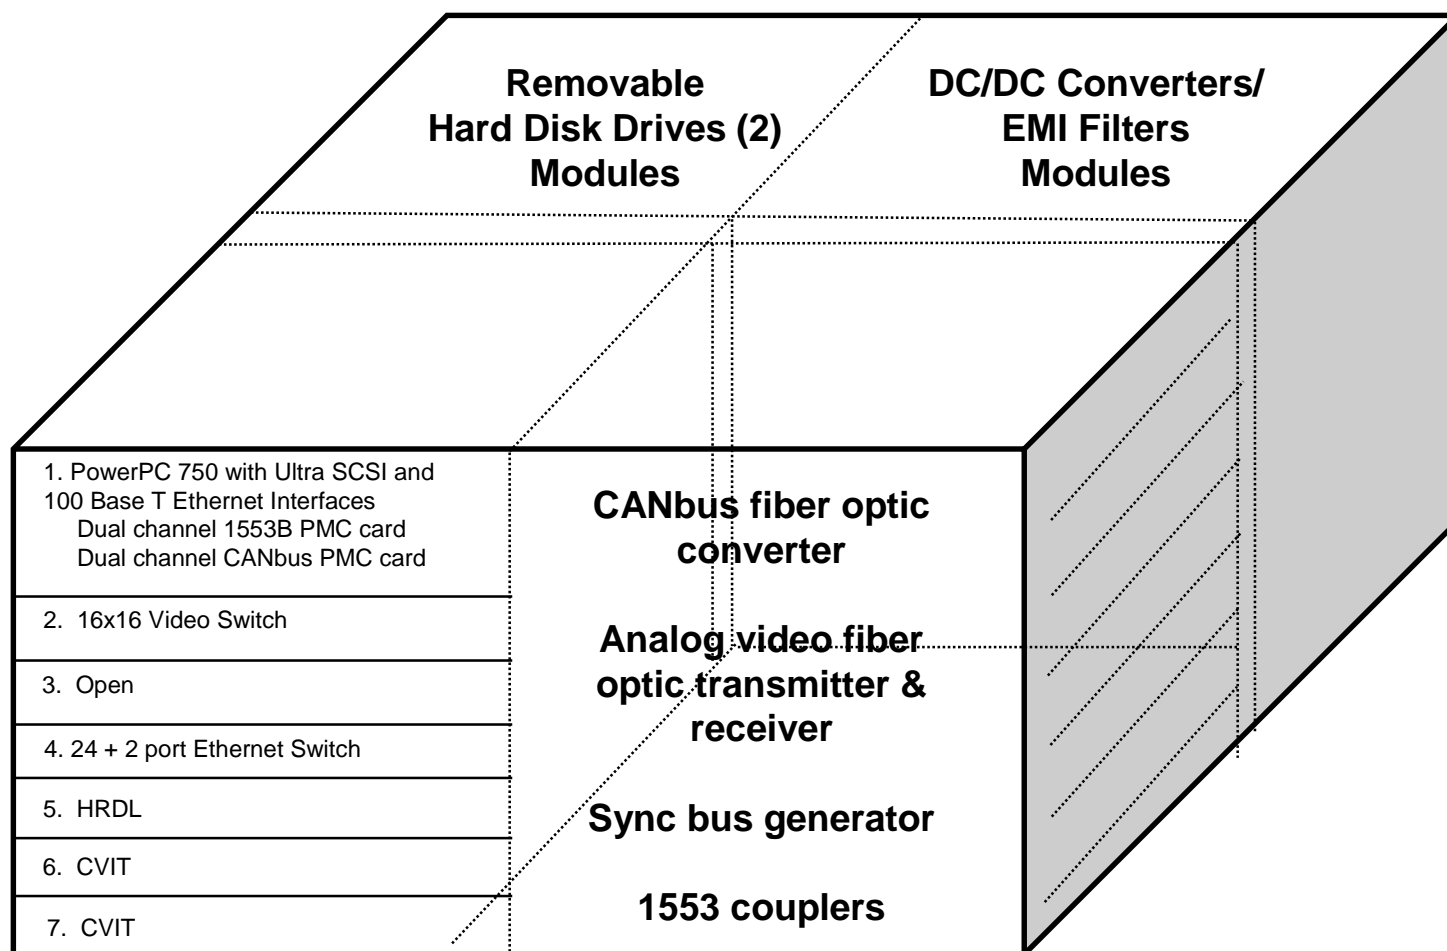 Removable
Hard Disk Drives (2)
Modules
DC/DC Converters/
EMI Filters
Modules
1. PowerPC 750 with Ultra SCSI and
100 Base T Ethernet Interfaces
Dual channel 1553B PMC card
Dual channel CANbus PMC card
2. 16x16 Video Switch
3. Open
4. 24 + 2 port Ethernet Switch
5. HRDL
6. CVIT
7. CVIT
CANbus fiber optic
converter
Analog video fiber
optic transmitter &
receiver
Sync bus generator
1553 couplers